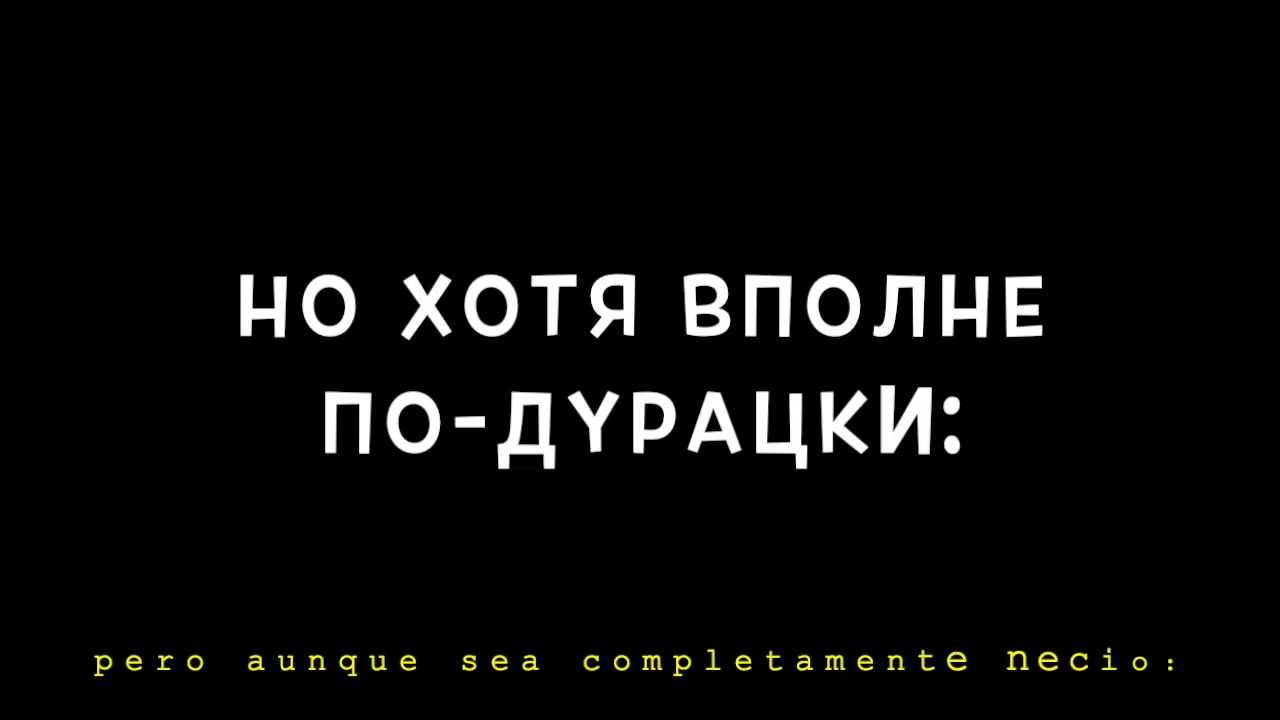 НО ХОТЯ ВПОЛНЕ
ПО-ДУРАЦКИ:
pero aunque sea completamente necio: